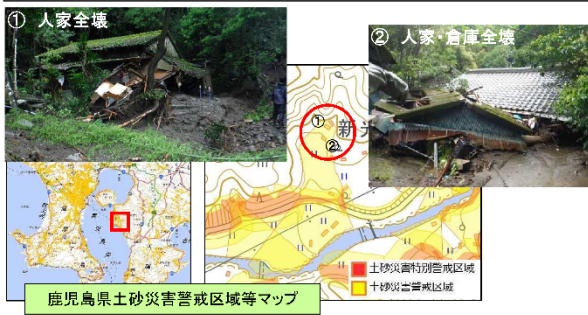 ① 人家全壊
② 人家・倉庫全壊
①
新
②
土砂災害特別警戒区域
土砂災害警戒区域
鹿児島県土砂災害警戒区域等マップ